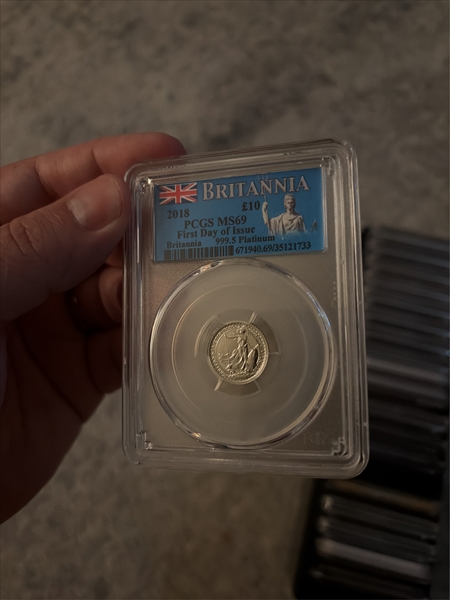 BRITANNIA
2018 £10
PCGS MS69
First Day of Issue
Britannia 999.5 Platinum
671940.69/35121733